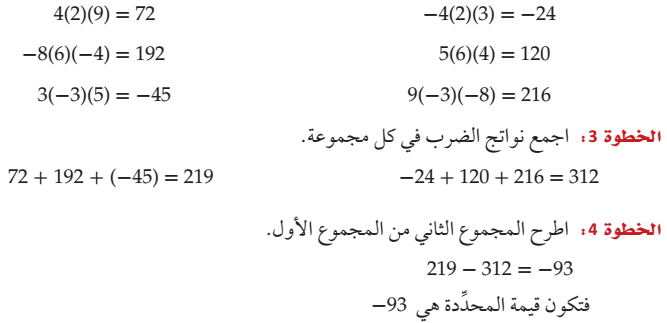 4(2)(9) = 72 −4(2)(3) = −24
−8(6)(−4) = 192 5(6)(4) = 120
3(−3)(5) = −45 9(−3)(−8) = 216
الخطوة 3: اجمع نواتج الضرب في كل مجموعة.
72 + 192 + (−45) = 219 −24 + 120 + 216 = 312
الخطوة 4: اطرح المجموع الثاني من المجموع الأول.
219 − 312 = −93
فتكون قيمة المحدِّدة هي −93